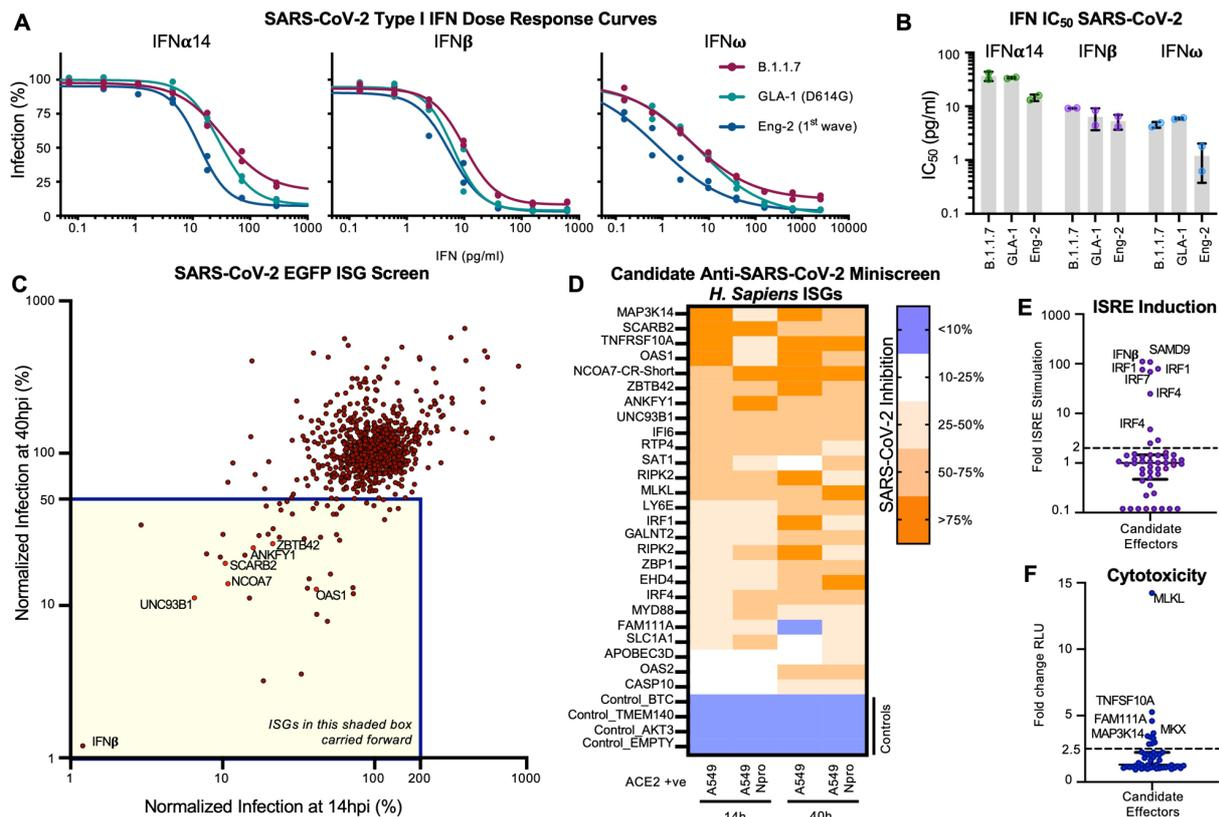 A
SARS-CoV-2 Type I IFN Dose Response Curves
IFNα14
IFNβ
IFNω
Infection (%)
100
75
50
25
0
0.1
1
10
100
1000
0.1
1
10
100
1000
0.1
1
10
100
1000
10000
IFN (pg/ml)
B.1.1.7
GLA-1 (D614G)
Eng-2 (1st wave)
B
IFN IC50 SARS-CoV-2
IFNα14
IFNβ
IFNω
IC50 (pg/ml)
100
10
1
0.1
B.1.1.7
GLA-1
Eng-2
B.1.1.7
GLA-1
Eng-2
B.1.1.7
GLA-1
Eng-2
C
SARS-CoV-2 EGFP ISG Screen
Normalized Infection at 40hpi (%)
1000
100
50
10
1
ZBTB42
ANKFY1
SCARB2
NCOA7
UNC93B1
OAS1
IFNβ
ISGs in this shaded box
carried forward
1
10
100
200
1000
Normalized Infection at 14hpi (%)
D
Candidate Anti-SARS-CoV-2 Miniscreen
H. Sapiens ISGs
MAP3K14
SCARB2
TNFRSF10A
OAS1
NCOA7-CR-Short
ZBTB42
ANKFY1
UNC93B1
IFI6
RTP4
SAT1
RIPK2
MLKL
LY6E
IRF1
GALNT2
RIPK2
ZBP1
EHD4
IRF4
MYD88
FAM111A
SLC1A1
APOBEC3D
OAS2
CASP10
Control_BTC
Control_TMEM140
Control_AKT3
Control_EMPTY
Controls
ACE2 +ve
A549
A549 Npro
A549
A549 Npro
14h
40h
SARS-CoV-2 Inhibition
<10%
10-25%
25-50%
50-75%
>75%
E
ISRE Induction
Fold ISRE Stimulation
1000
100
10
2
1
0.1
IFNβ
SAMD9
IRF1
IRF1
IRF7
IRF4
IRF4
Candidate
Effectors
F
Cytotoxicity
Fold change RLU
15
10
5
2.5
0
MLKL
TNFSF10A
FAM111A
MKX
MAP3K14
Candidate
Effectors